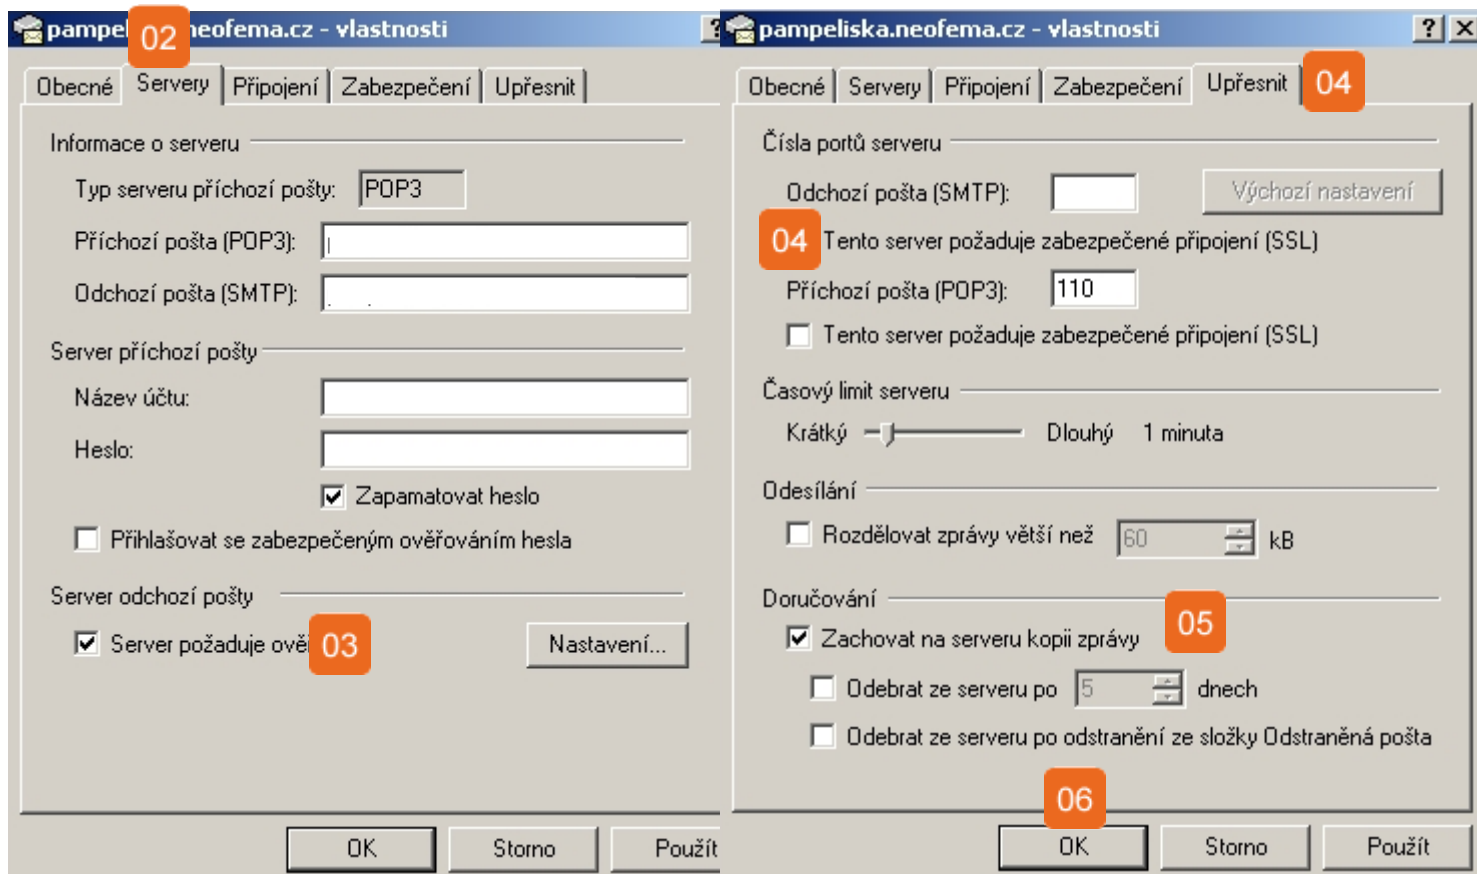 pampel 02 neofema.cz - vlastnosti
Obecné Servery Připojení Zabezpečení Upřesnit
Informace o serveru
Typ serveru příchozí pošty: POP3
Příchozí pošta (POP3):
Odchozí pošta (SMTP):
Server příchozí pošty
Název účtu:
Heslo:
Zapamatovat heslo
Přihlašovat se zabezpečeným ověřováním hesla
Server odchozí pošty
Server požaduje ově 03 Nastavení...
OK Storno Použít
pampeliska.neofema.cz - vlastnosti ? X
Obecné Servery Připojení Zabezpečení Upřesnit 04
Čísla portů serveru
Odchozí pošta (SMTP): Výchozí nastavení
04 Tento server požaduje zabezpečené připojení (SSL)
Příchozí pošta (POP3): 110
Tento server požaduje zabezpečené připojení (SSL)
Časový limit serveru
Krátký Dlouhý 1 minuta
Odesílání
Rozdělovat zprávy větší než 60 kB
Doručování
05
Zachovat na serveru kopii zprávy
Odebrat ze serveru po 5 dnech
Odebrat ze serveru po odstranění ze složky Odstraněná pošta
06
OK Storno Použít